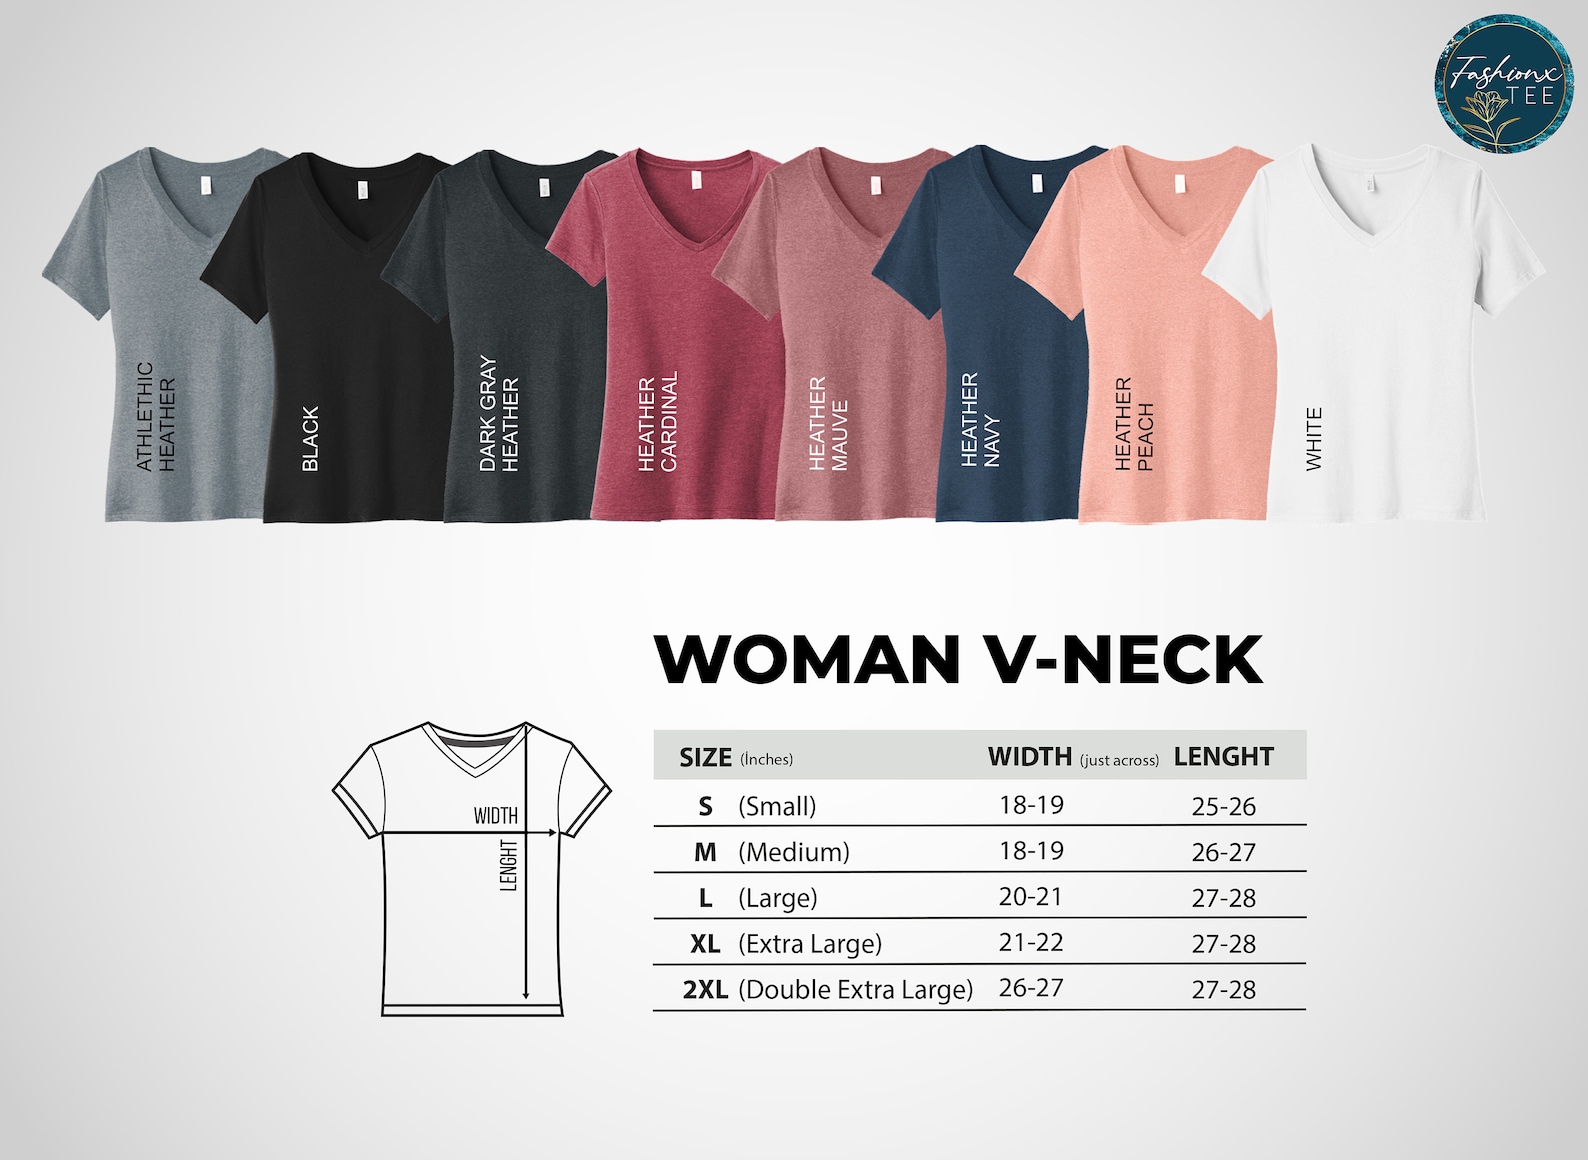 Fashionx
TEE
ATHLETHIC
HEATHER
BLACK
DARK GRAY
HEATHER
HEATHER
CARDINAL
HEATHER
MAUVE
HEATHER
NAVY
HEATHER
PEACH
WHITE
WOMAN V-NECK
SIZE (İnches) WIDTH (just across) LENGHT
S (Small) 18-19 25-26
M (Medium) 18-19 26-27
L (Large) 20-21 27-28
XL (Extra Large) 21-22 27-28
2XL (Double Extra Large) 26-27 27-28
WIDTH
LENGHT